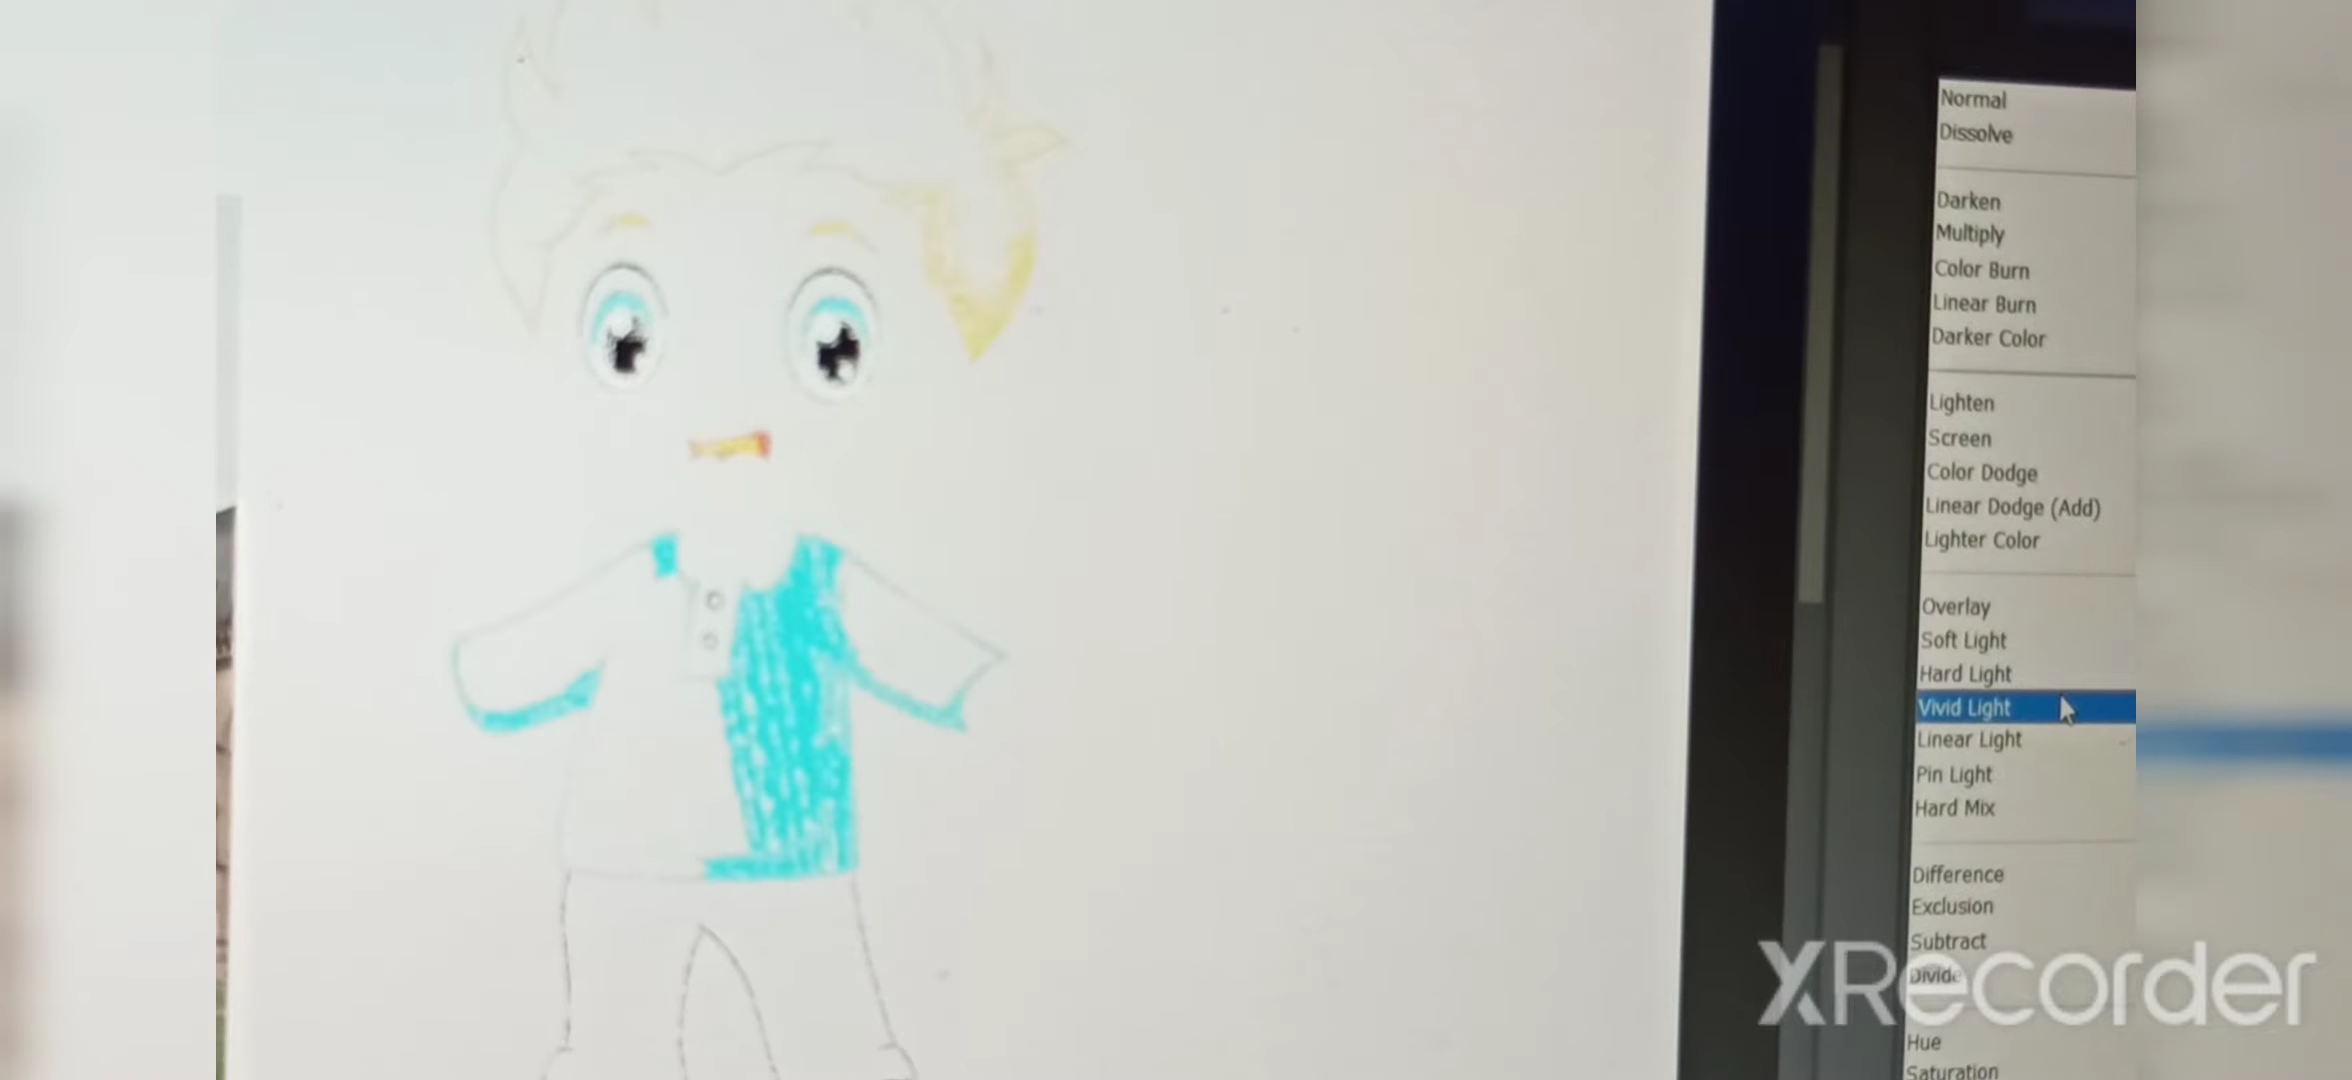 Normal
Dissolve
Darken
Multiply
Color Burn
Linear Burn
Darker Color
Lighten
Screen
Color Dodge
Linear Dodge (Add)
Lighter Color
Overlay
Soft Light
Hard Light
Vivid Light
Linear Light
Pin Light
Hard Mix
Difference
Exclusion
Subtract
Divide
XRecorder
Hue
Saturation